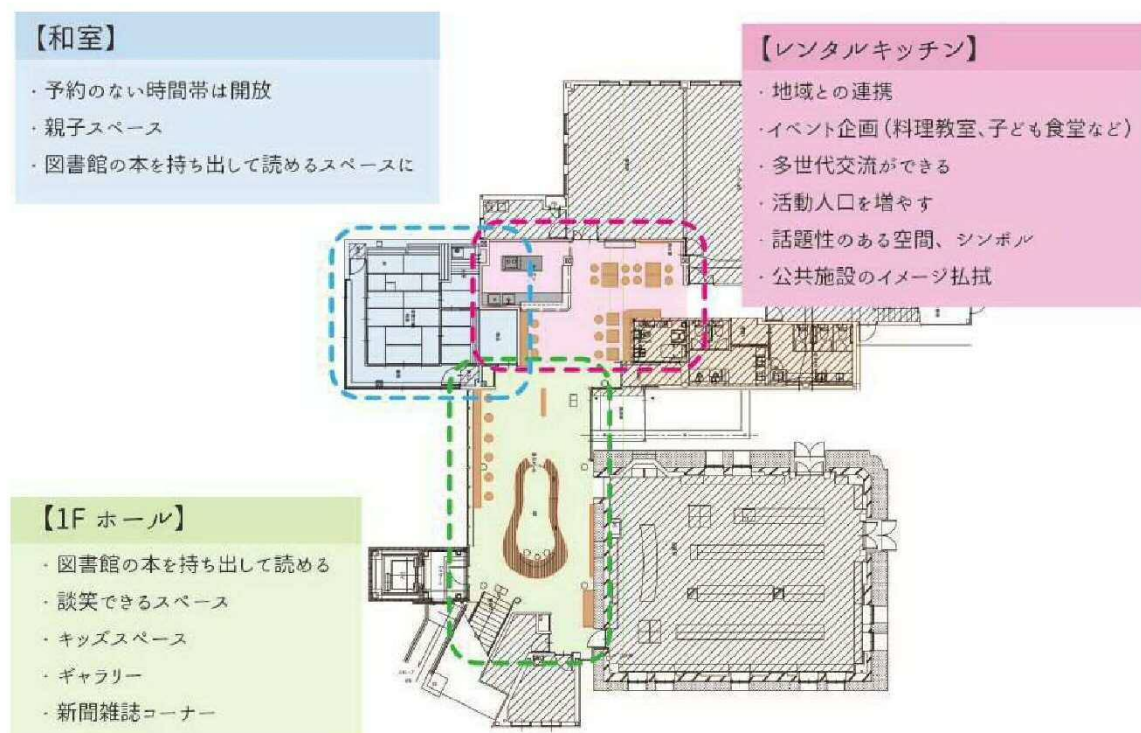 【和室】
・予約のない時間帯は開放
・親子スペース
・図書館の本を持ち出して読めるスペースに
【レンタルキッチン】
・地域との連携
・イベント企画（料理教室、子ども食堂など）
・多世代交流ができる
・活動人口を増やす
・話題性のある空間、シンボル
・公共施設のイメージ払拭
【1F ホール】
・図書館の本を持ち出して読める
・談笑できるスペース
・キッズスペース
・ギャラリー
・新聞雑誌コーナー